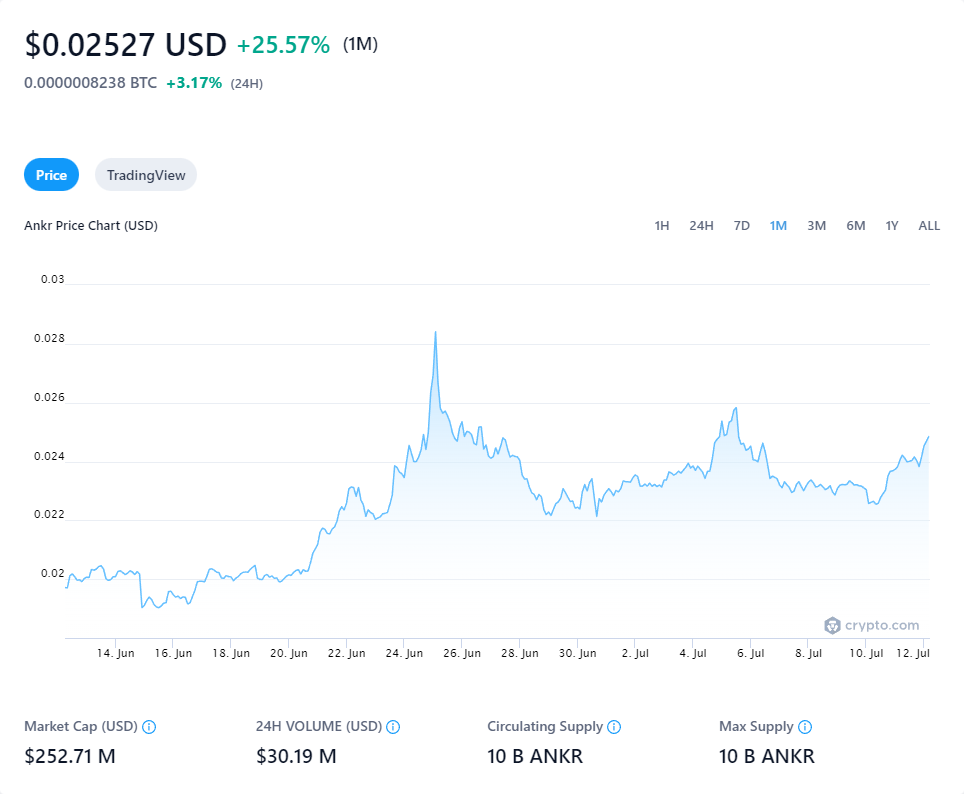 $0.02527 USD +25.57% (1M)
0.0000008238 BTC +3.17% (24H)
Price TradingView
Ankr Price Chart (USD) 1H 24H 7D 1M 3M 6M 1Y ALL
0.03
0.028
0.026
0.024
0.022
0.02
crypto.com
14. Jun 16. Jun 18. Jun 20. Jun 22. Jun 24. Jun 26. Jun 28. Jun 30. Jun 2. Jul 4. Jul 6. Jul 8. Jul 10. Jul 12. Jul
Market Cap (USD) 24H VOLUME (USD) Circulating Supply Max Supply
$252.71 M $30.19 M 10 B ANKR 10 B ANKR